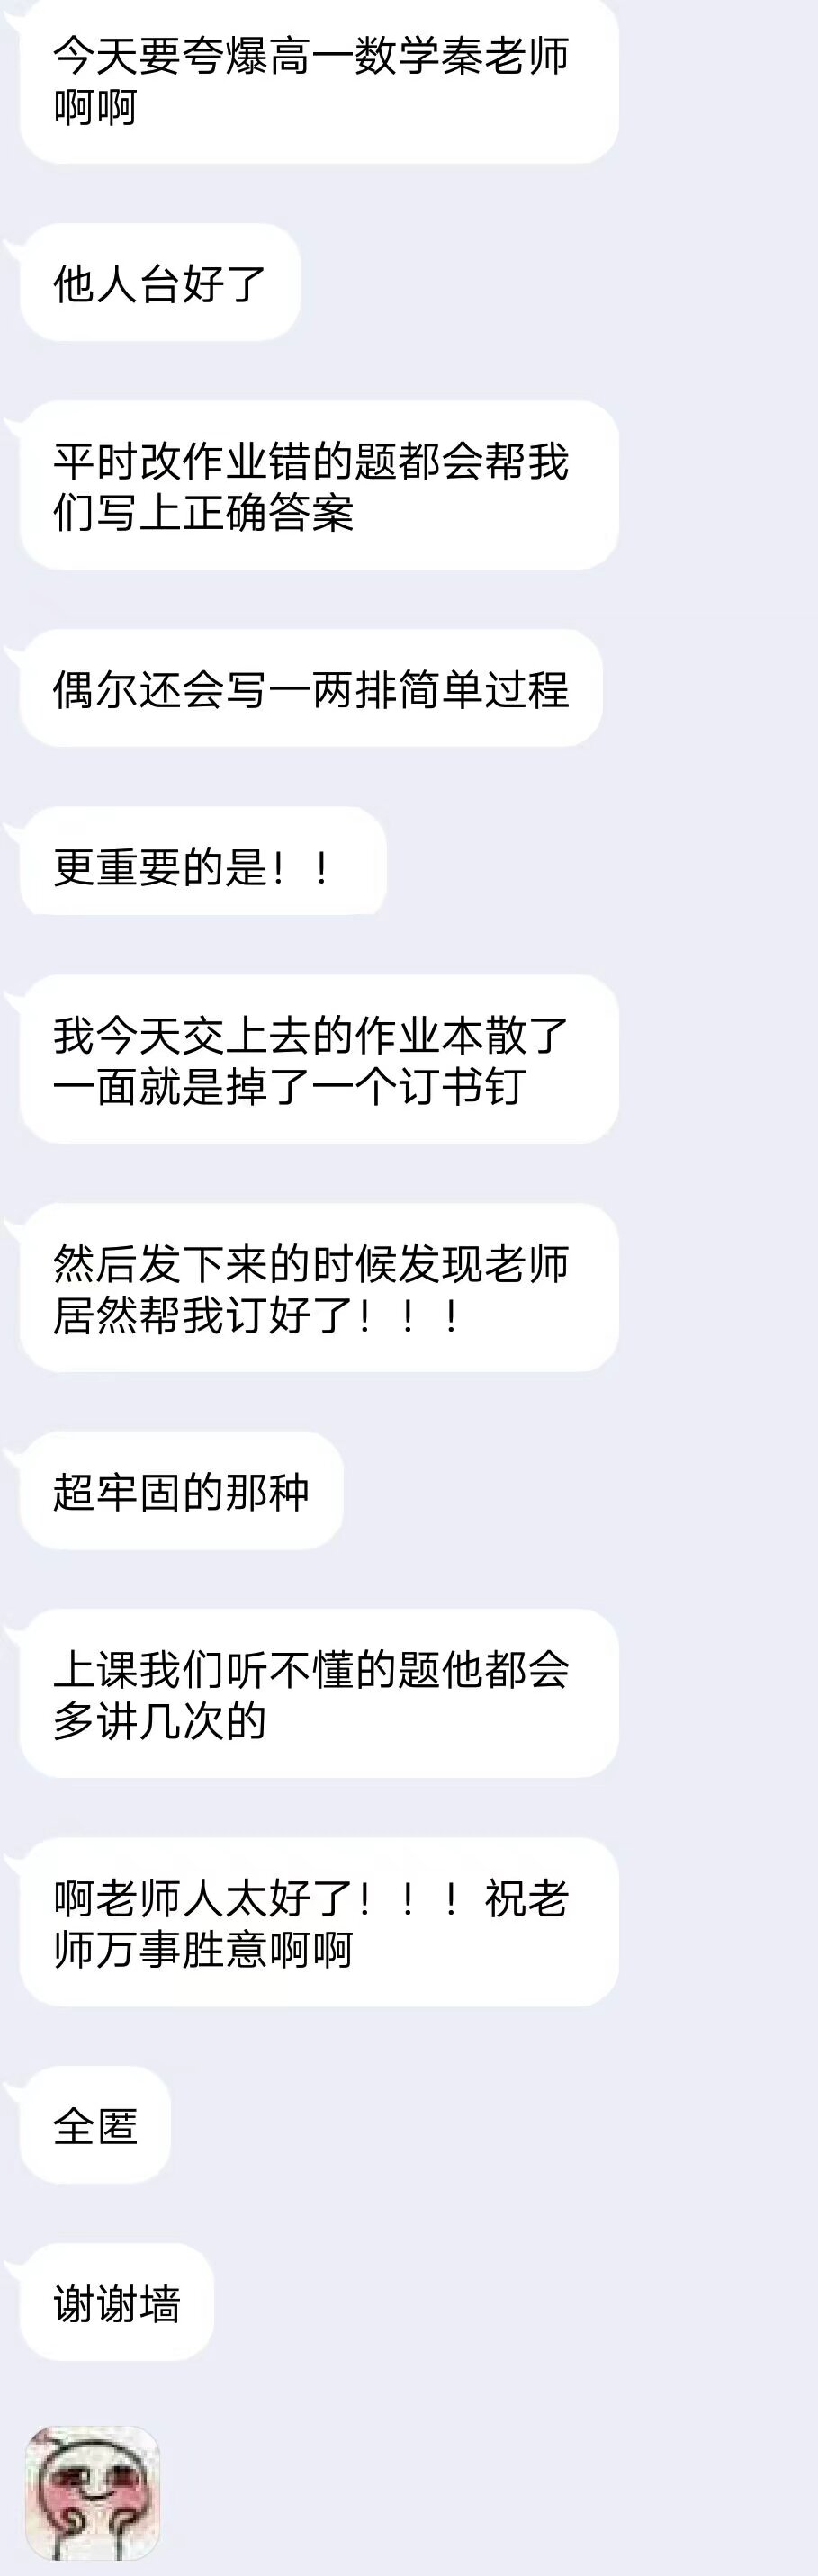 今天要夸爆高一数学秦老师
啊啊
他人台好了
平时改作业错的题都会帮我
们写上正确答案
偶尔还会写一两排简单过程
更重要的是！！
我今天交上去的作业本散了
一面就是掉了一个订书钉
然后发下来的时候发现老师
居然帮我订好了！！！
超牢固的那种
上课我们听不懂的题他都会
多讲几次的
啊老师人太好了！！！祝老
师万事胜意啊啊
全匿
谢谢墙